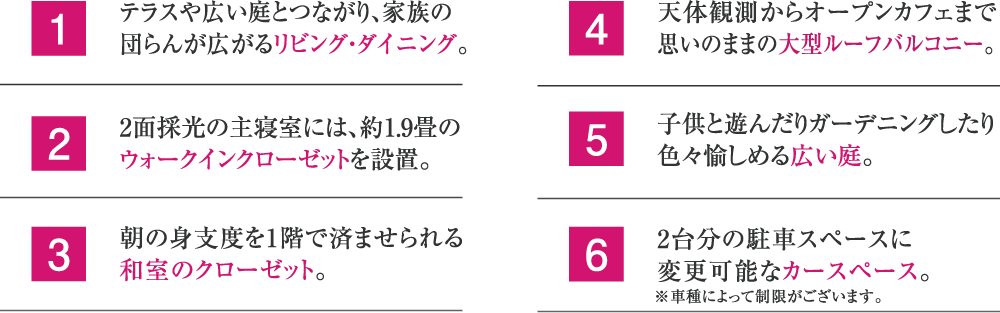 1
テラスや広い庭とつながり、家族の
団らんが広がるリビング・ダイニング。
2
2面採光の主寝室には、約1.9畳の
ウォークインクローゼットを設置。
3
朝の身支度を1階で済ませられる
和室のクローゼット。
4
天体観測からオープンカフェまで
思いのままの大型ルーフバルコニー。
5
子供と遊んだりガーデニングしたり
色々愉しめる広い庭。
6
2台分の駐車スペースに
変更可能なカースペース。
※車種によって制限がございます。